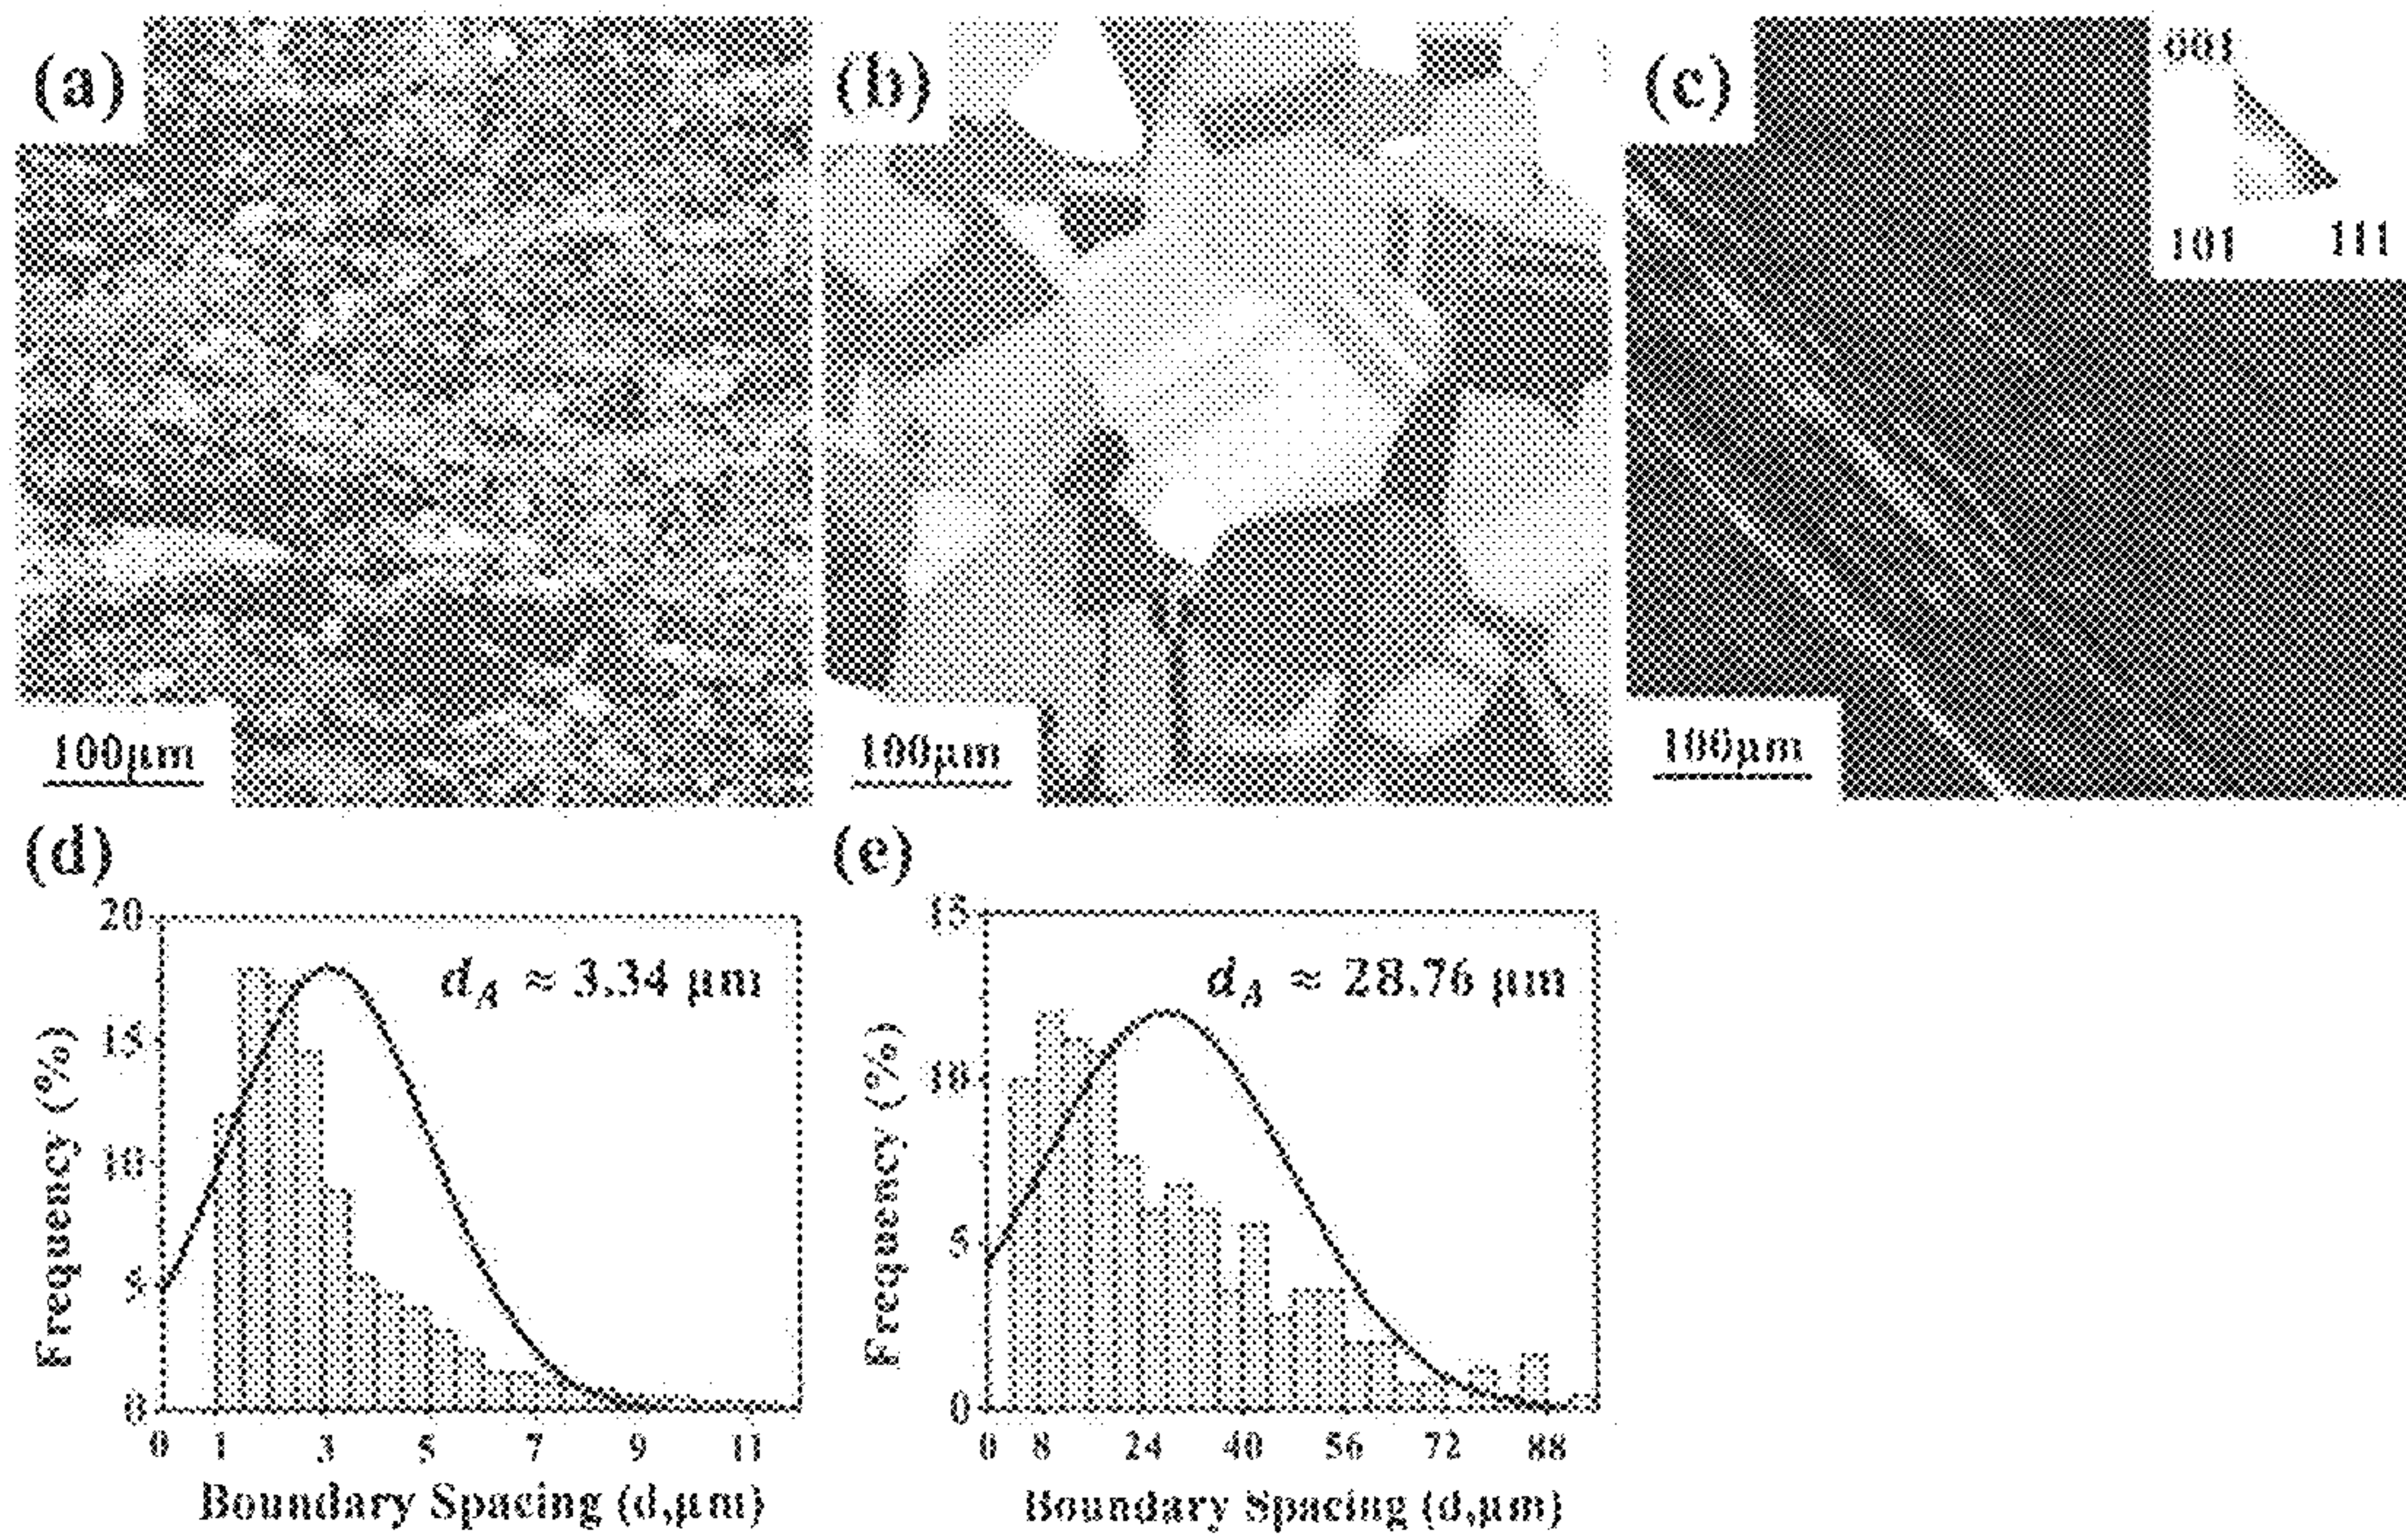 (a)
(b)
(c)
001
101 111
100μm
100μm
100μm
(d)
(e)
20
15
10
5
0
d_A ≈ 3.34 μm
Frequency (%)
0 1 3 5 7 9 11
Boundary Spacing (d,μm)
15
10
5
0
d_A ≈ 28.76 μm
Frequency (%)
0 8 24 40 56 72 88
Boundary Spacing (d,μm)